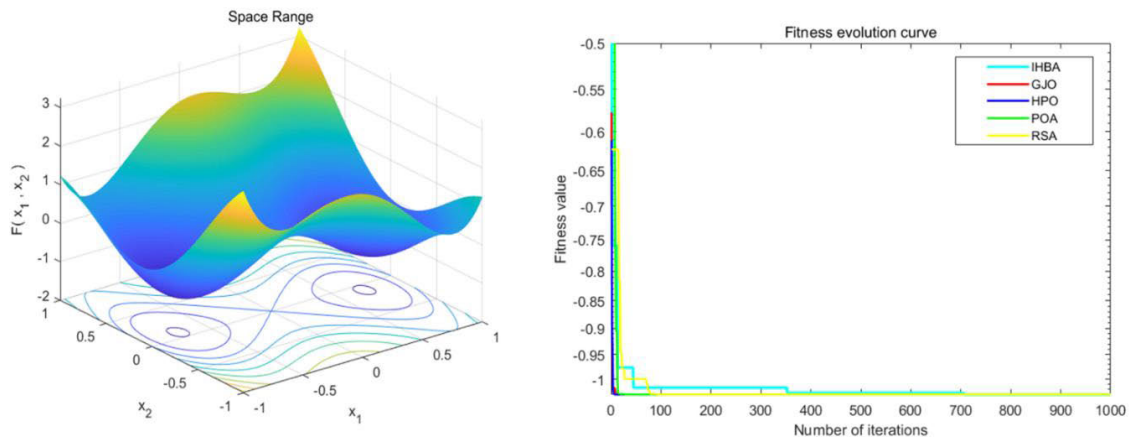 Space Range
F( x1 , x2 )
3
2
1
0
-1
-2
1
0.5
0
-0.5
-1
x2
-1
-0.5
0
0.5
1
x1
Fitness evolution curve
Fitness value
-0.5
-0.55
-0.6
-0.65
-0.7
-0.75
-0.8
-0.85
-0.9
-0.95
-1
IHBA
GJO
HPO
POA
RSA
0 100 200 300 400 500 600 700 800 900 1000
Number of iterations